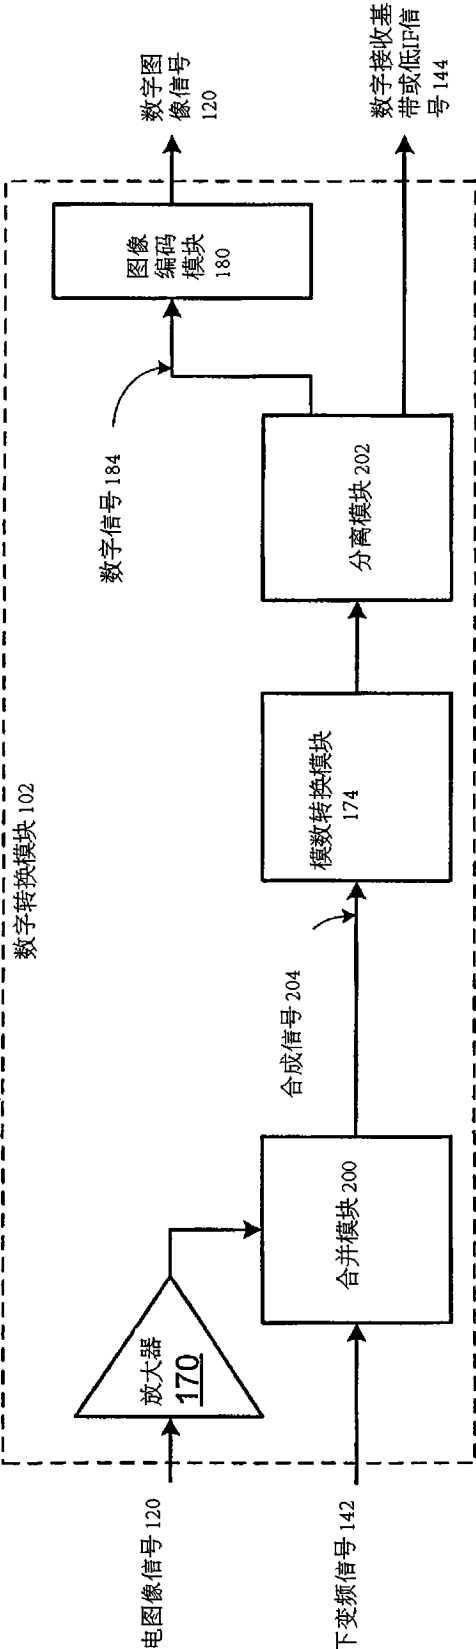 数字转换模块 102
电图像信号 120
下变频信号 142
放大器
170
合并模块 200
合成信号 204
模数转换模块
174
分离模块 202
数字信号 184
图像
编码
模块
180
数字图
像信号
120
数字接收基
带或低IF信
号 144